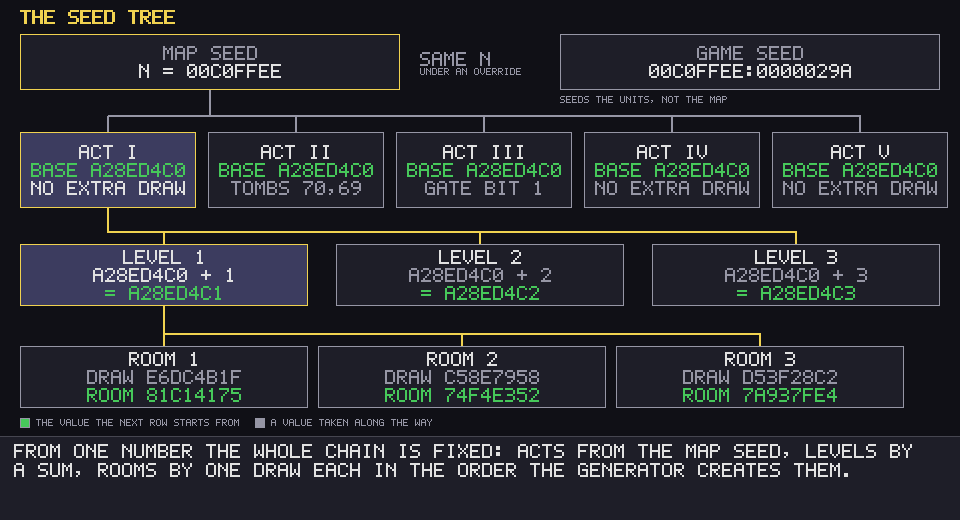 THE SEED TREE
MAP SEED
N = 00C0FFEE
SAME N
UNDER AN OVERRIDE
GAME SEED
00C0FFEE:0000029A
SEEDS THE UNITS, NOT THE MAP
ACT I
BASE A28ED4C0
NO EXTRA DRAW
ACT II
BASE A28ED4C0
TOMBS 70,69
ACT III
BASE A28ED4C0
GATE BIT 1
ACT IV
BASE A28ED4C0
NO EXTRA DRAW
ACT V
BASE A28ED4C0
NO EXTRA DRAW
LEVEL 1
A28ED4C0 + 1
= A28ED4C1
LEVEL 2
A28ED4C0 + 2
= A28ED4C2
LEVEL 3
A28ED4C0 + 3
= A28ED4C3
ROOM 1
DRAW E6DC4B1F
ROOM 81C14175
ROOM 2
DRAW C58E7958
ROOM 74F4E352
ROOM 3
DRAW D53F28C2
ROOM 7A937FE4
THE VALUE THE NEXT ROW STARTS FROM
A VALUE TAKEN ALONG THE WAY
FROM ONE NUMBER THE WHOLE CHAIN IS FIXED: ACTS FROM THE MAP SEED, LEVELS BY
A SUM, ROOMS BY ONE DRAW EACH IN THE ORDER THE GENERATOR CREATES THEM.